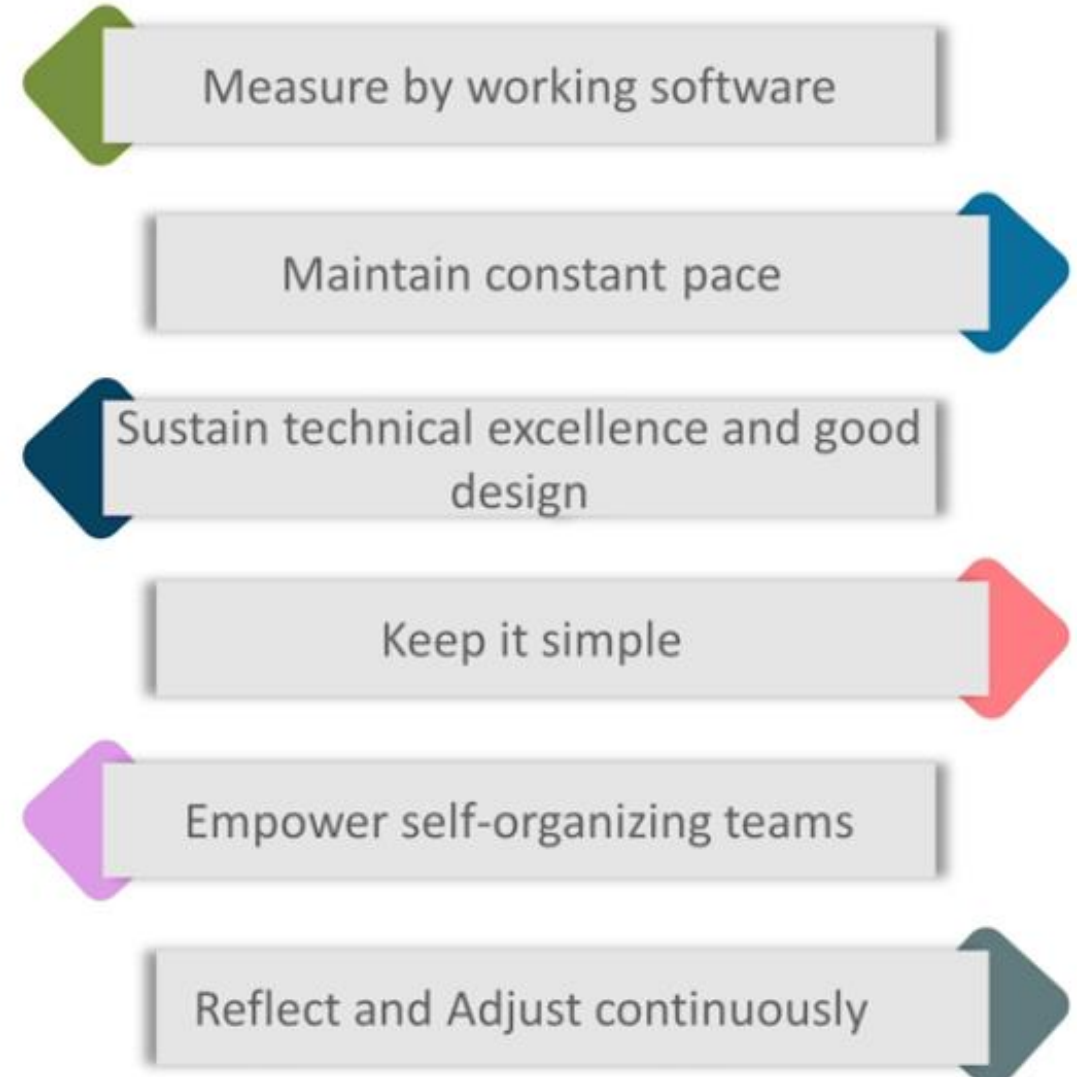 Measure by working software
Maintain constant pace
Sustain technical excellence and good
design
Keep it simple
Empower self-organizing teams
Reflect and Adjust continuously